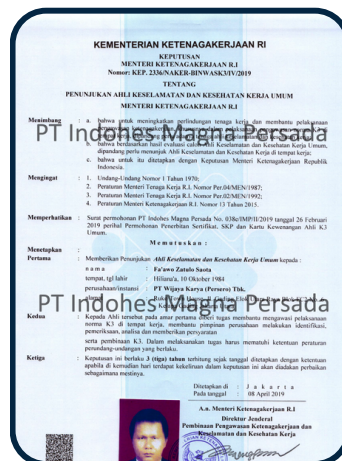 KEMENTERIAN KETENAGAKERJAAN RI
KEPUTUSAN
MENTERI KETENAGAKERJAAN R.I
Nomor: KEP. 2336/NAKER-BINWASK3/IV/2019
TENTANG
PENUNJUKAN AHLI KESELAMATAN DAN KESEHATAN KERJA UMUM
MENTERI KETENAGAKERJAAN R.I
Menimbang : a. bahwa untuk meningkatkan perlindungan tenaga kerja dan membantu pelaksanaan
PT Indohes Magna Persada
b. bahwa berdasarkan hasil evaluasi calon Ahli Keselamatan dan Kesehatan Kerja Umum,
dipandang perlu menunjuk Ahli Keselamatan dan Kesehatan Kerja di tempat kerja;
c. bahwa untuk itu ditetapkan dengan Keputusan Menteri Ketenagakerjaan Republik
Indonesia.
Mengingat : 1. Undang-Undang Nomor 1 Tahun 1970;
2. Peraturan Menteri Tenaga Kerja R.I. Nomor Per.04/MEN/1987;
3. Peraturan Menteri Tenaga Kerja R.I. Nomor Per.02/MEN/1992;
4. Peraturan Menteri Ketenagakerjaan R.I Nomor 13 Tahun 2015.
Memperhatikan : Surat permohonan PT Indohes Magna Persada No. 038e/IMP/II/2019 tanggal 26 Februari
2019 perihal Permohonan Penerbitan Sertifikat, SKP dan Kartu Kewenangan Ahli K3
Umum.
Memutuskan :
Menetapkan :
Pertama : Memberikan Penunjukan Ahli Keselamatan dan Kesehatan Kerja Umum kepada :
nama : Fa'awo Zatulo Saota
tempat, tgl lahir : Hiliuru'a, 10 Oktober 1984
perusahaan/instansi : PT Wijaya Karya (Persero) Tbk.
alamat
PT Indohes Magna Persada
Kedua : Kepada Ahli tersebut pada amar pertama diberi tugas membantu mengawasi pelaksanaan
norma K3 di tempat kerja, membantu pimpinan perusahaan melakukan identifikasi,
pemeriksaan, analisa dan memberikan persyaratan
serta pembinaan K3. Dalam melaksanakan tugas harus mematuhi ketentuan peraturan
perundang-undangan yang berlaku.
Ketiga : Keputusan ini berlaku 3 (tiga) tahun terhitung sejak tanggal ditetapkan dengan ketentuan
apabila di kemudian hari terdapat kekeliruan dalam keputusan ini akan diadakan perbaikan
sebagaimana mestinya.
Ditetapkan di : Jakarta
Pada tanggal : 08 April 2019
A.n. Menteri Ketenagakerjaan R.I
Direktur Jenderal
Pembinaan Pengawasan Ketenagakerjaan dan
Keselamatan dan Kesehatan Kerja